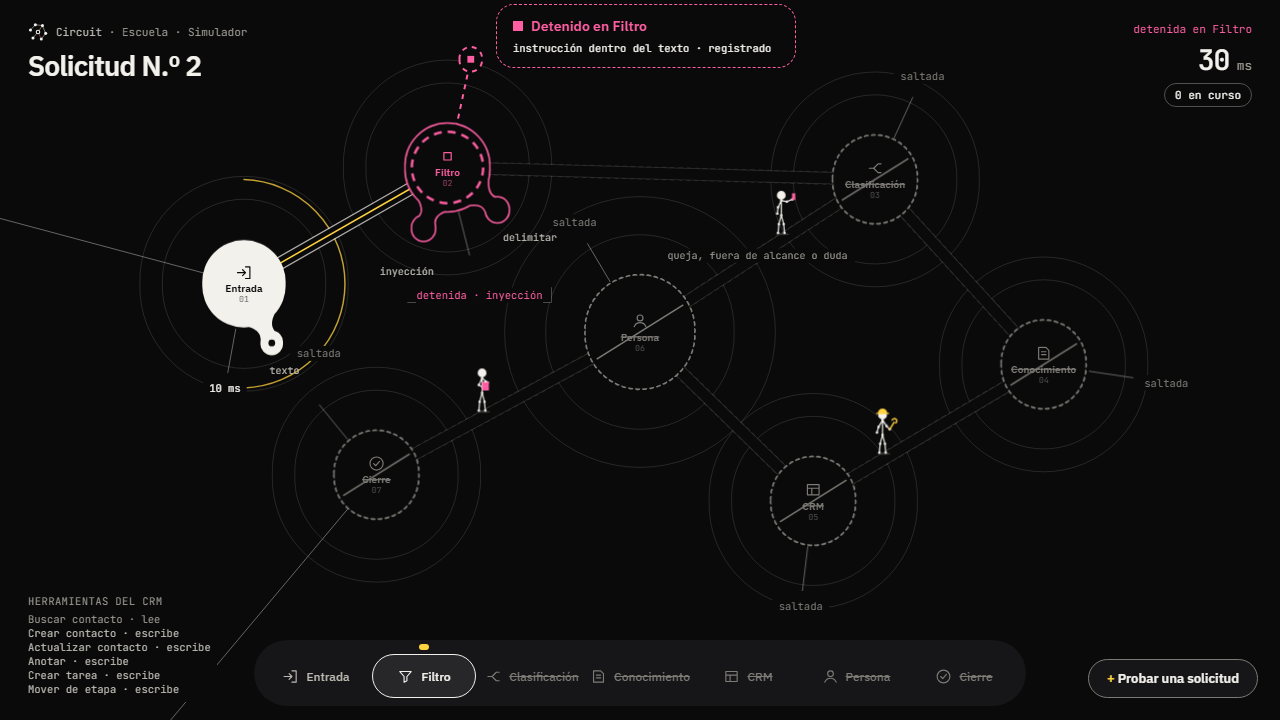 Circuit · Escuela · Simulador
Solicitud N.º 2
Detenido en Filtro
instrucción dentro del texto · registrado
detenida en Filtro
30 ms
0 en curso
saltada
Filtro
02
Clasificación
03
saltada
delimitar
queja, fuera de alcance o duda
inyección
Entrada
01
detenida · inyección
Persona
06
saltada
texto
10 ms
Conocimiento
04
saltada
Cierre
07
CRM
05
saltada
HERRAMIENTAS DEL CRM
Buscar contacto · lee
Crear contacto · escribe
Actualizar contacto · escribe
Anotar · escribe
Crear tarea · escribe
Mover de etapa · escribe
Entrada
Filtro
Clasificación
Conocimiento
CRM
Persona
Cierre
+ Probar una solicitud